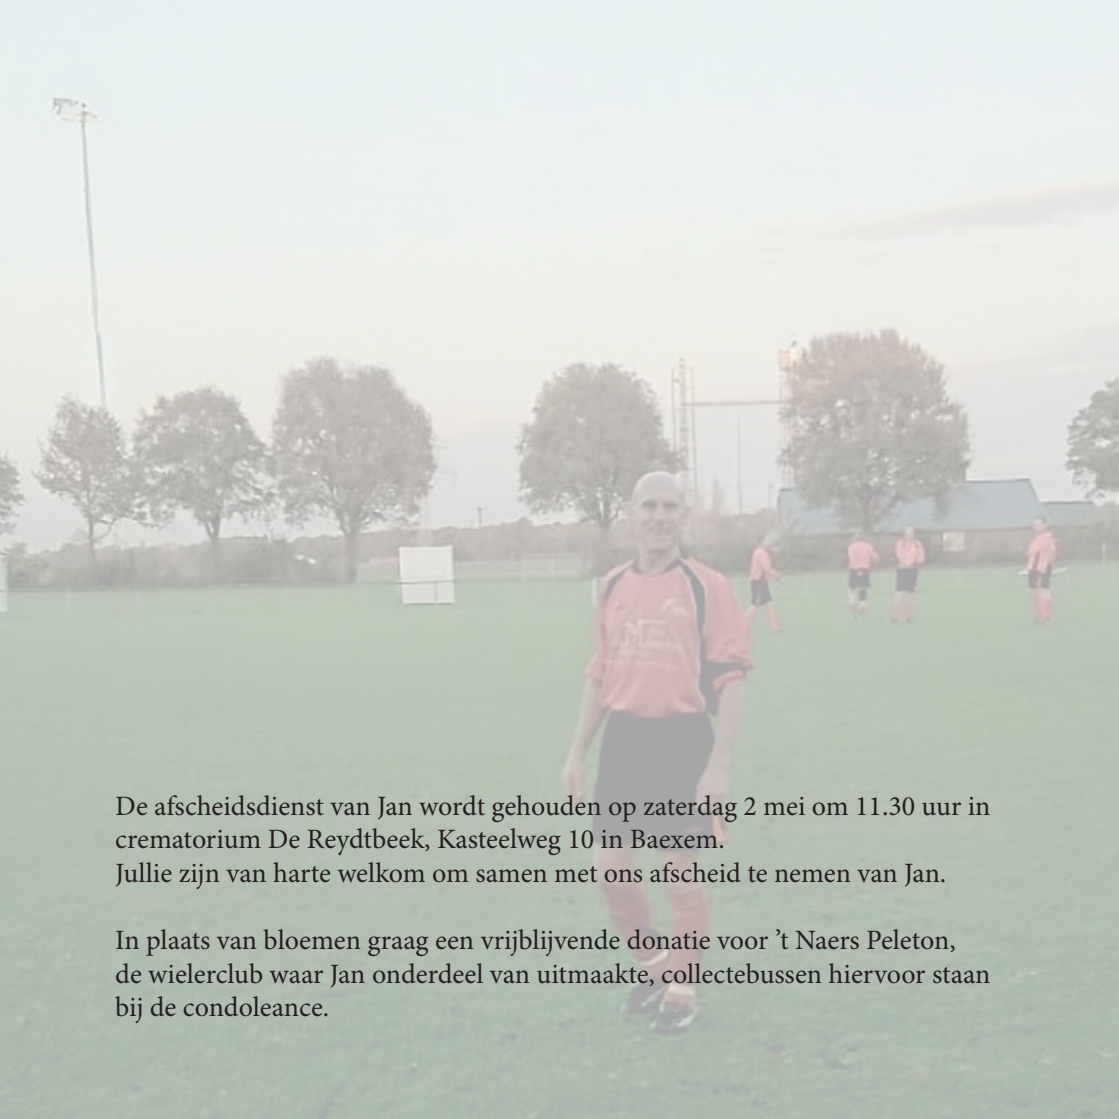 De afscheidsdienst van Jan wordt gehouden op zaterdag 2 mei om 11.30 uur in
crematorium De Reydtbeek, Kasteelweg 10 in Baexem.
Jullie zijn van harte welkom om samen met ons afscheid te nemen van Jan.
In plaats van bloemen graag een vrijblijvende donatie voor ’t Naers Peleton,
de wielerclub waar Jan onderdeel van uitmaakte, collectebussen hiervoor staan
bij de condoleance.